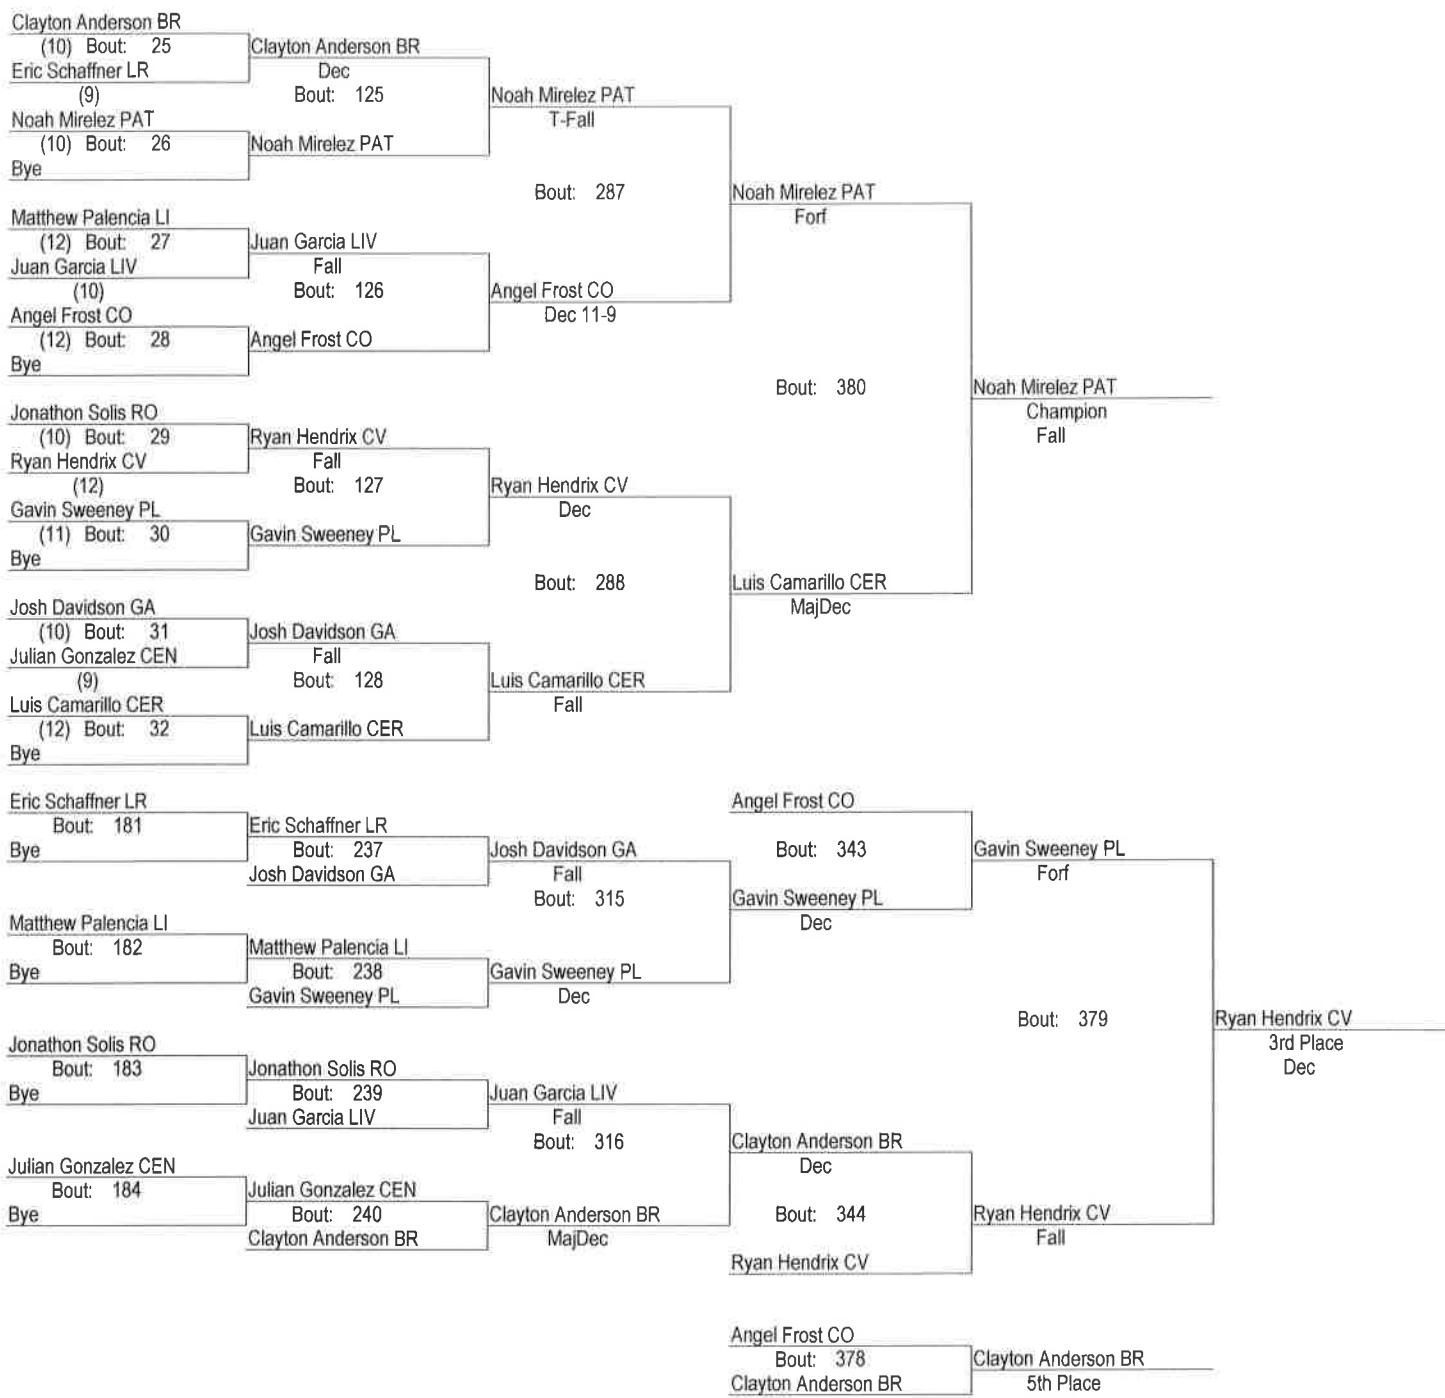 Clayton Anderson BR
(10) Bout: 25
Eric Schaffner LR
(9)
Noah Mirelez PAT
(10) Bout: 26
Bye
Matthew Palencia LI
(12) Bout: 27
Juan Garcia LIV
(10)
Angel Frost CO
(12) Bout: 28
Bye
Jonathon Solis RO
(10) Bout: 29
Ryan Hendrix CV
(12)
Gavin Sweeney PL
(11) Bout: 30
Bye
Josh Davidson GA
(10) Bout: 31
Julian Gonzalez CEN
(9)
Luis Camarillo CER
(12) Bout: 32
Bye
Clayton Anderson BR
Dec
Bout: 125
Noah Mirelez PAT
Juan Garcia LIV
Fall
Bout: 126
Angel Frost CO
Ryan Hendrix CV
Fall
Bout: 127
Gavin Sweeney PL
Josh Davidson GA
Fall
Bout: 128
Luis Camarillo CER
Noah Mirelez PAT
T-Fall
Bout: 287
Angel Frost CO
Dec 11-9
Ryan Hendrix CV
Dec
Bout: 288
Luis Camarillo CER
Fall
Noah Mirelez PAT
Forf
Bout: 380
Luis Camarillo CER
MajDec
Noah Mirelez PAT
Champion
Fall
Eric Schaffner LR
Bout: 181
Bye
Matthew Palencia LI
Bout: 182
Bye
Jonathon Solis RO
Bout: 183
Bye
Julian Gonzalez CEN
Bout: 184
Bye
Eric Schaffner LR
Bout: 237
Josh Davidson GA
Matthew Palencia LI
Bout: 238
Gavin Sweeney PL
Jonathon Solis RO
Bout: 239
Juan Garcia LIV
Julian Gonzalez CEN
Bout: 240
Clayton Anderson BR
Josh Davidson GA
Fall
Bout: 315
Gavin Sweeney PL
Dec
Juan Garcia LIV
Fall
Bout: 316
Clayton Anderson BR
MajDec
Angel Frost CO
Bout: 343
Gavin Sweeney PL
Dec
Clayton Anderson BR
Dec
Bout: 344
Ryan Hendrix CV
Gavin Sweeney PL
Forf
Bout: 379
Ryan Hendrix CV
Fall
Ryan Hendrix CV
3rd Place
Dec
Angel Frost CO
Bout: 378
Clayton Anderson BR
Clayton Anderson BR
5th Place